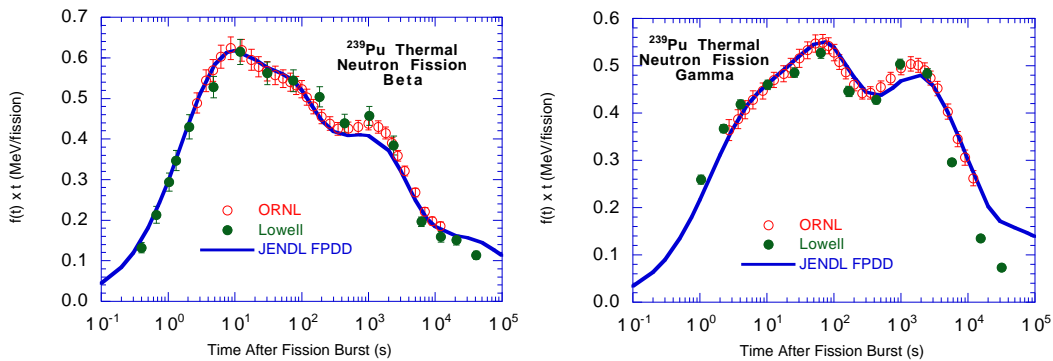 0.7
0.6
0.5
0.4
0.3
0.2
0.1
0.0
f(t) x t (MeV/fission)
²³⁹Pu Thermal
Neutron Fission
Beta
ORNL
Lowell
JENDL FPDD
10⁻¹ 10⁰ 10¹ 10² 10³ 10⁴ 10⁵
Time After Fission Burst (s)
0.6
0.5
0.4
0.3
0.2
0.1
0.0
f(t) x t (MeV/fission)
²³⁹Pu Thermal
Neutron Fission
Gamma
ORNL
Lowell
JENDL FPDD
10⁻¹ 10⁰ 10¹ 10² 10³ 10⁴ 10⁵
Time After Fission Burst (s)